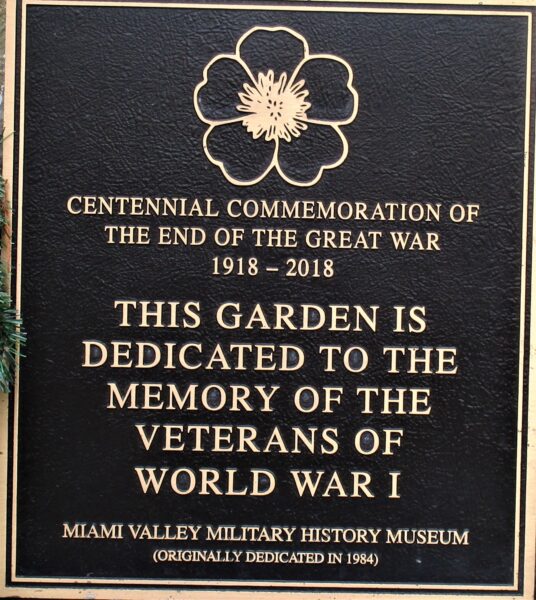 CENTENNIAL COMMEMORATION OF
THE END OF THE GREAT WAR
1918 – 2018
THIS GARDEN IS
DEDICATED TO THE
MEMORY OF THE
VETERANS OF
WORLD WAR I
MIAMI VALLEY MILITARY HISTORY MUSEUM
(ORIGINALLY DEDICATED IN 1984)